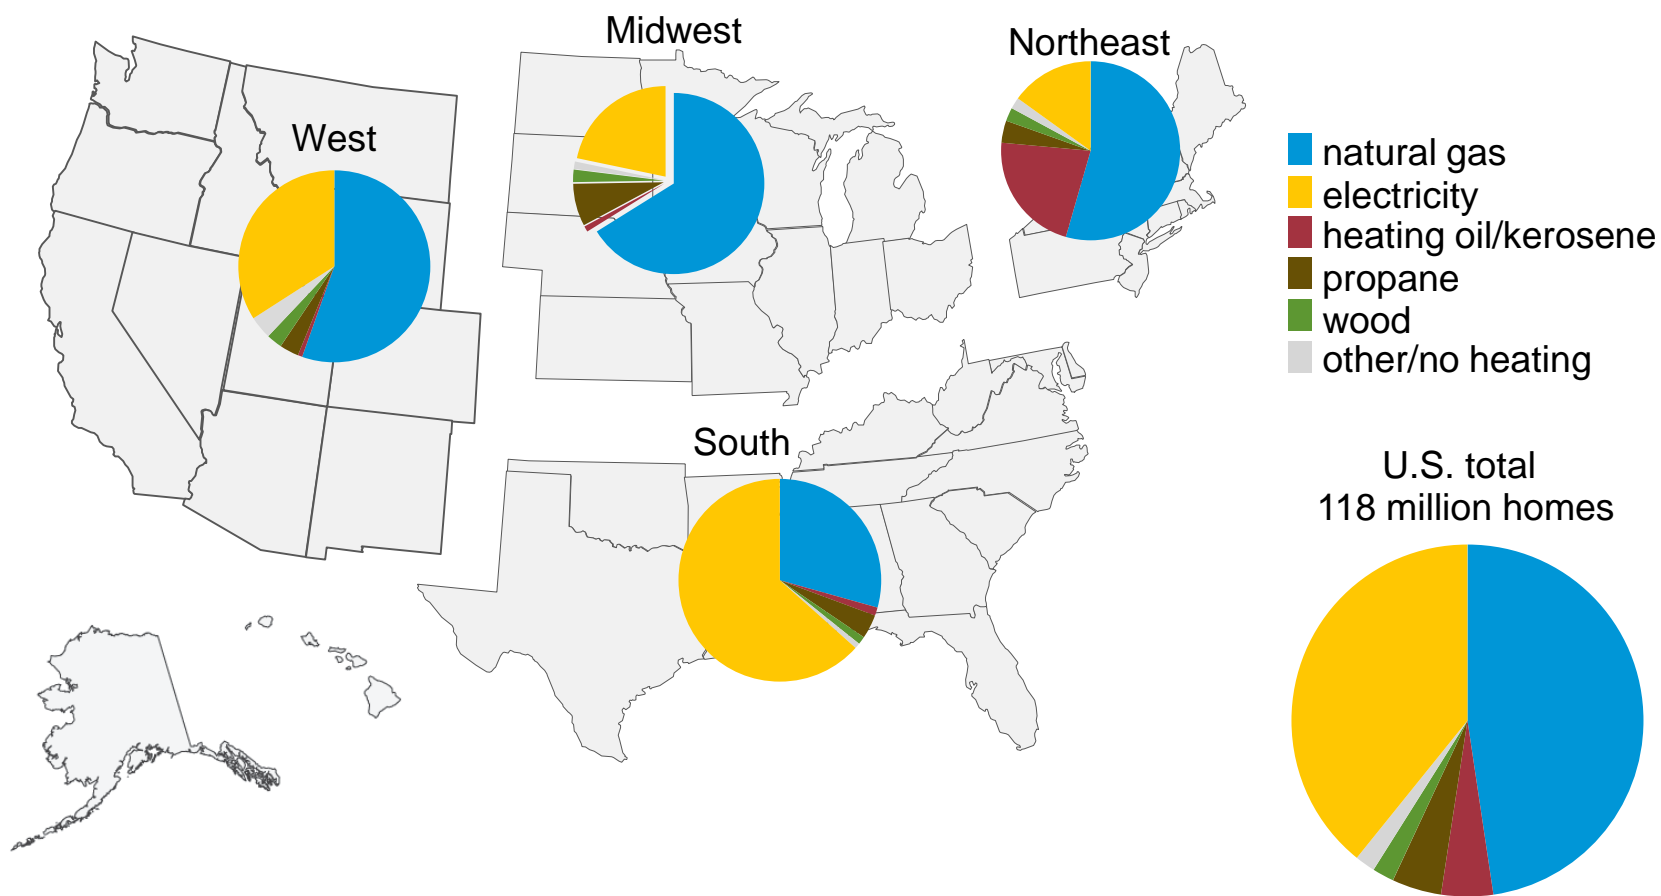 Midwest
Northeast
West
natural gas
electricity
heating oil/kerosene
propane
wood
other/no heating
South
U.S. total
118 million homes